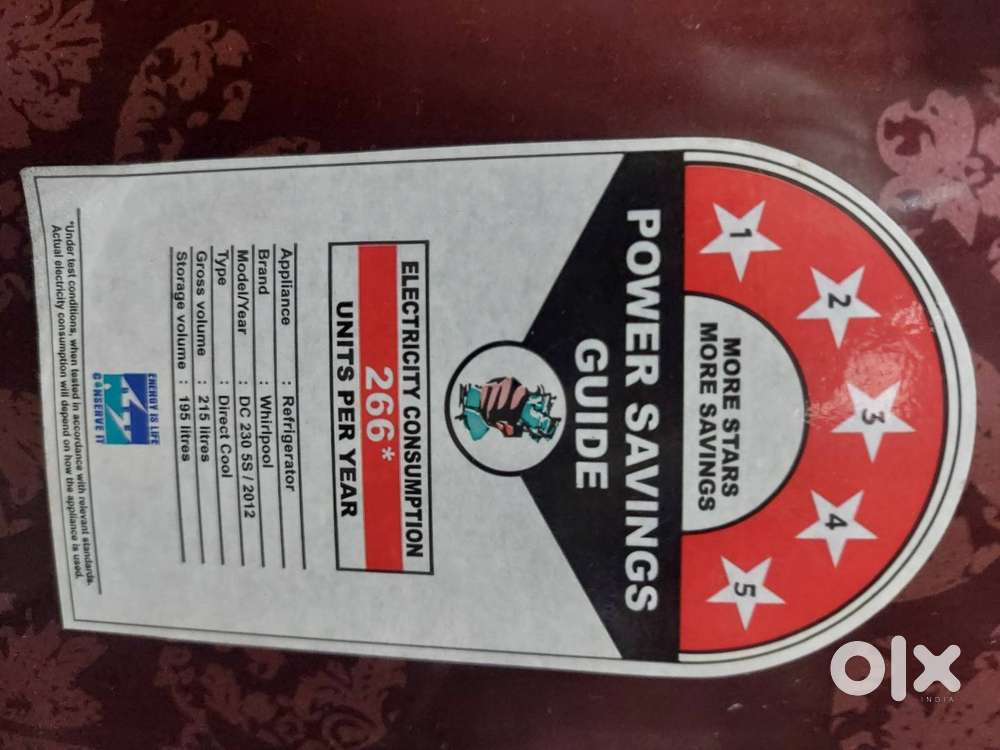 1
2
3
4
5
MORE STARS
MORE SAVINGS
POWER SAVINGS
GUIDE
ELECTRICITY CONSUMPTION
266*
UNITS PER YEAR
Appliance : Refrigerator
Brand : Whirlpool
Model/Year : DC 230 5S / 2012
Type : Direct Cool
Gross volume : 215 litres
Storage volume : 195 litres
ENERGY IS LIFE
CONSERVE IT
*Under test conditions, when tested in accordance with relevant standards.
Actual electricity consumption will depend on how the appliance is used.
olx
INDIA